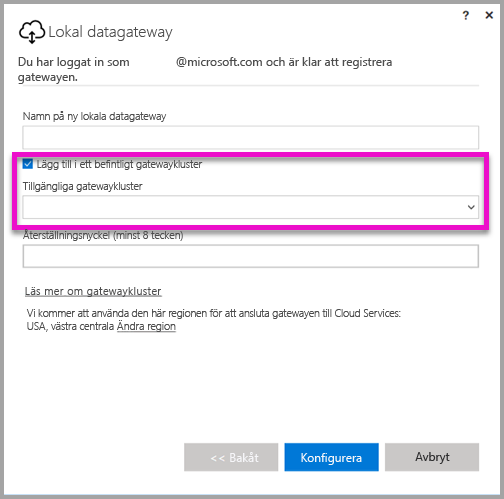 ? ×
Lokal datagateway
Du har loggat in som @microsoft.com och är klar att registrera
gatewayen.
Namn på ny lokala datagateway
Lägg till i ett befintligt gatewaykluster
Tillgängliga gatewaykluster
Återställningsnyckel (minst 8 tecken)
Läs mer om gatewaykluster
Vi kommer att använda den här regionen för att ansluta gatewayen till Cloud Services:
USA, västra centrala Ändra region
<< Bakåt Konfigurera Avbryt